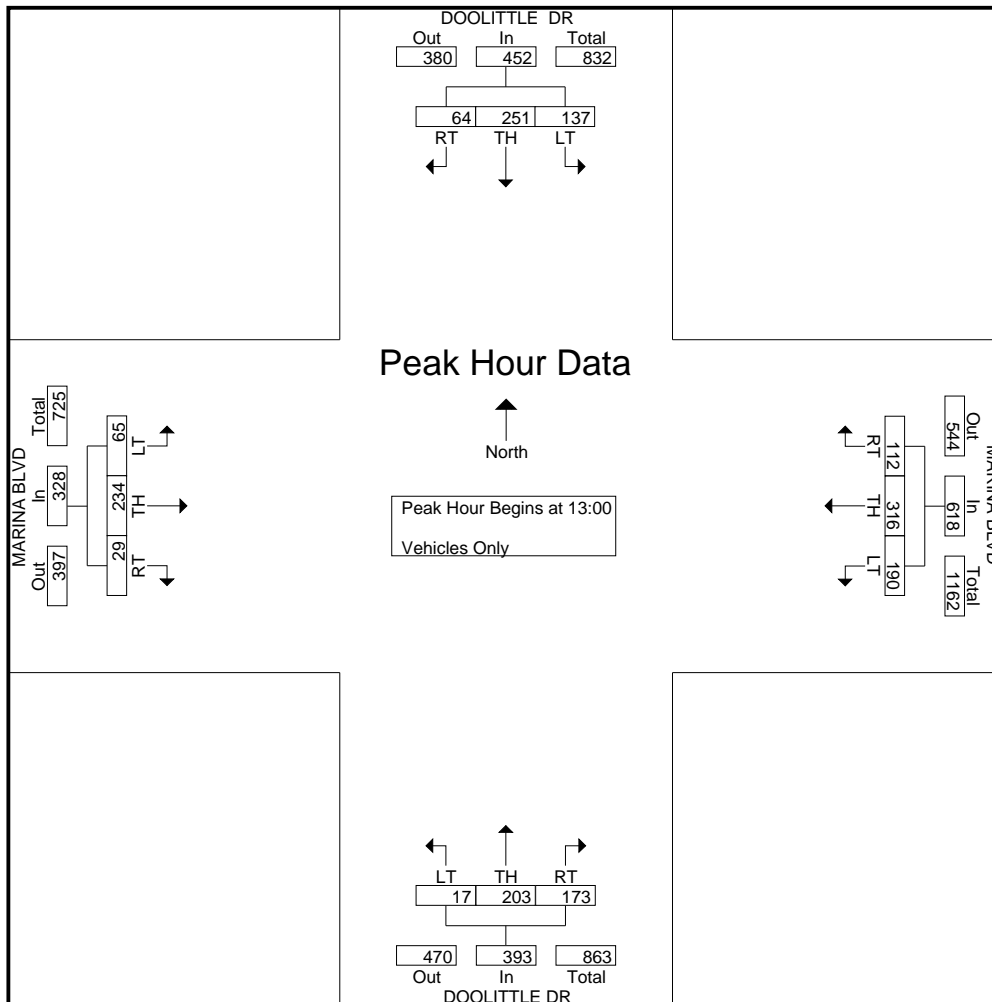 DOOLITTLE DR
Out In Total
380 452 832
64 251 137
RT TH LT
Peak Hour Data
North
Peak Hour Begins at 13:00
Vehicles Only
MARINA BLVD
Out In Total
397 328 725
29 234 65
RT TH LT
MARINA BLVD
Out In Total
544 618 1162
112 316 190
RT TH LT
LT TH RT
17 203 173
470 393 863
Out In Total
DOOLITTLE DR